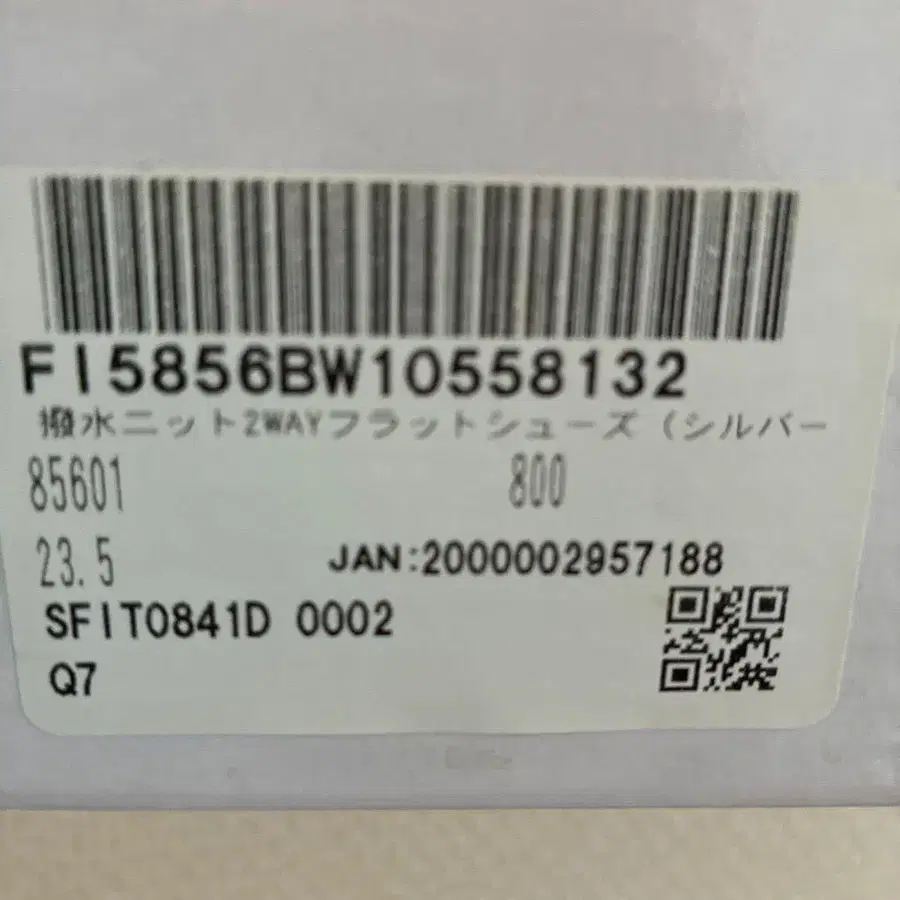 FI5856BW10558132
撥水ニット2WAYフラットシューズ（シルバー
85601 800
23.5 JAN:2000002957188
SFIT0841D 0002
Q7